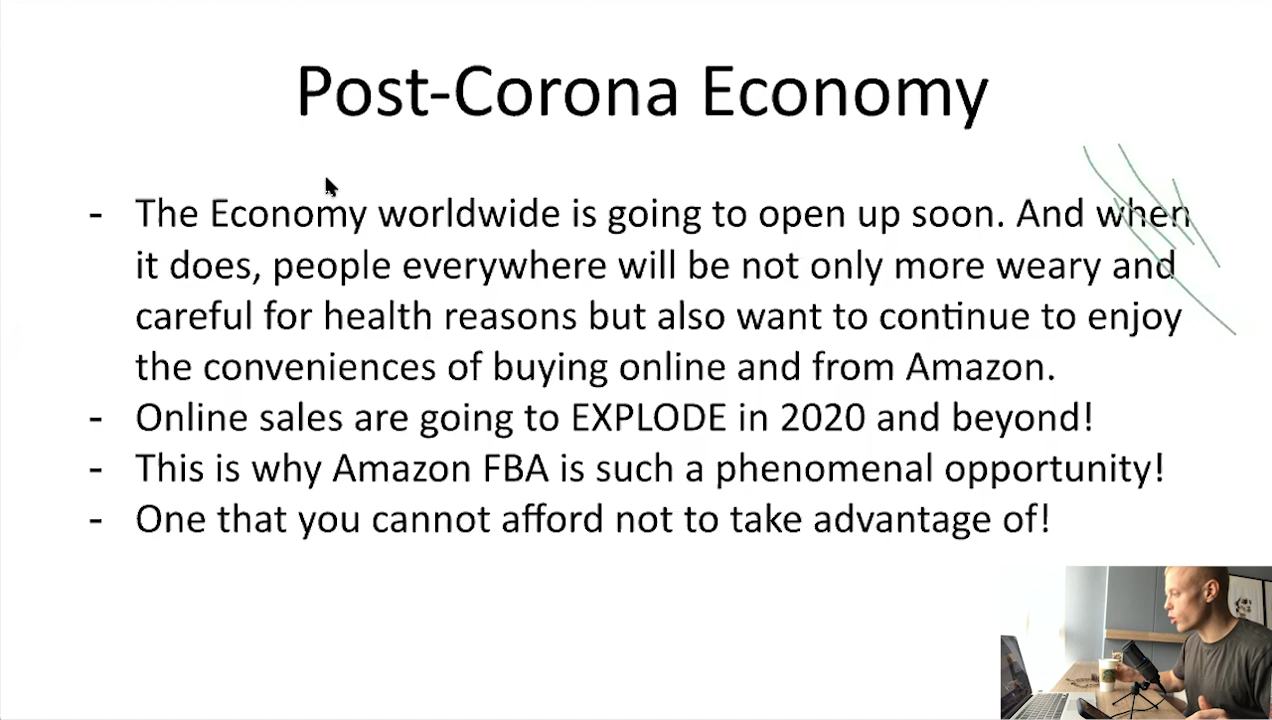 Post-Corona Economy
- The Economy worldwide is going to open up soon. And when
it does, people everywhere will be not only more weary and
careful for health reasons but also want to continue to enjoy
the conveniences of buying online and from Amazon.
- Online sales are going to EXPLODE in 2020 and beyond!
- This is why Amazon FBA is such a phenomenal opportunity!
- One that you cannot afford not to take advantage of!